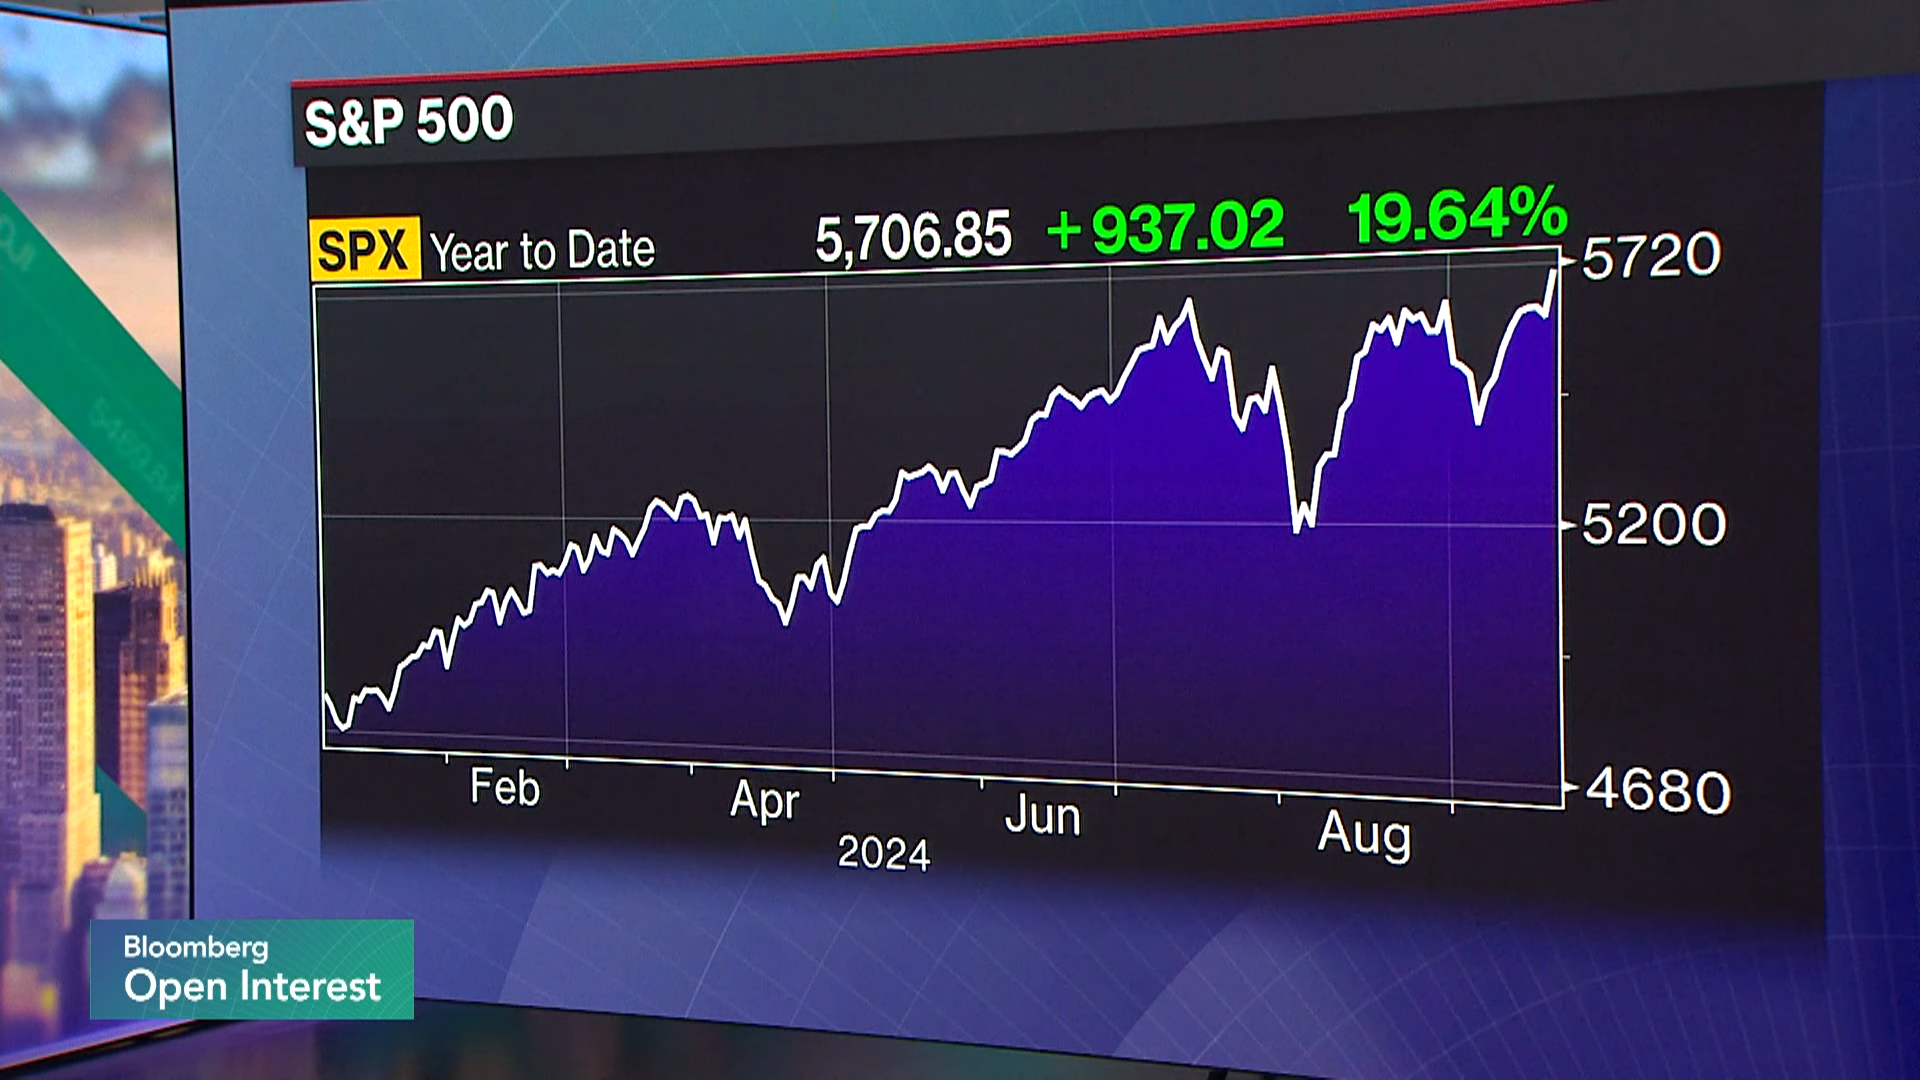 S&P 500
SPX Year to Date 5,706.85 +937.02 19.64%
5720
5200
4680
Feb Apr Jun Aug
2024
Bloomberg
Open Interest